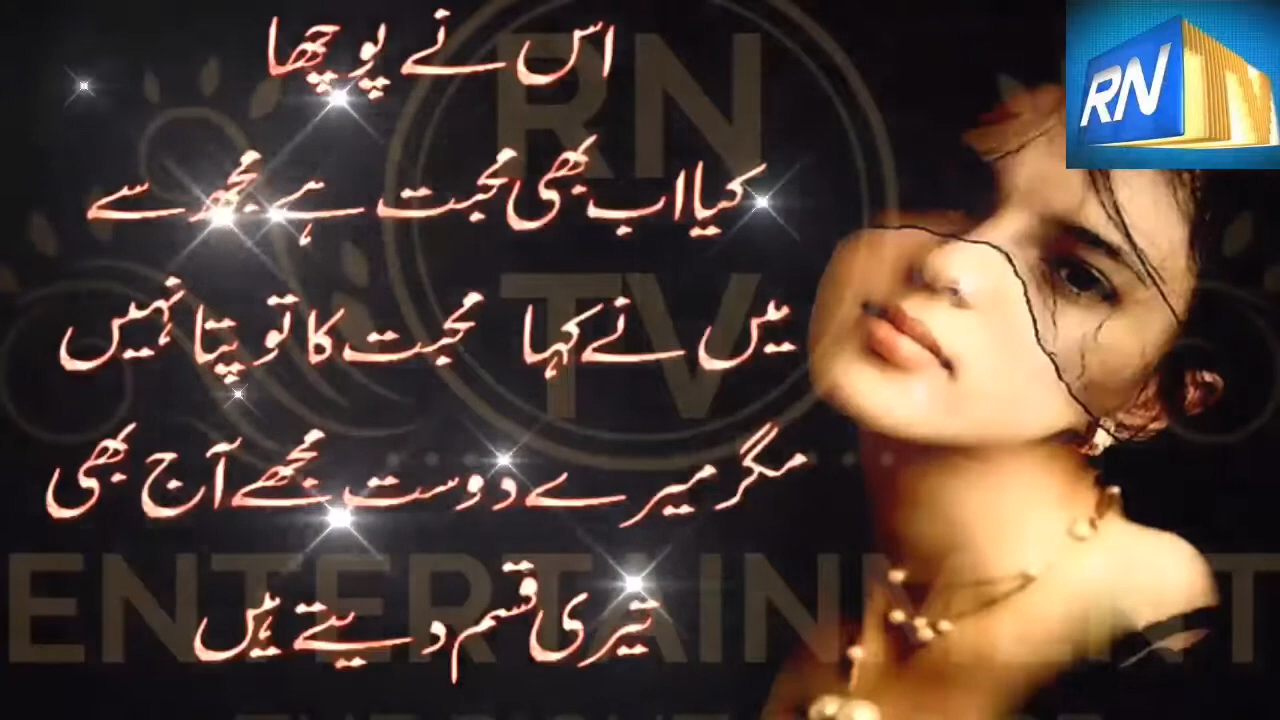 اس نے پوچھا
کیا اب بھی محبت ہے مجھ سے
میں نے کہا محبت کا تو پتا نہیں
مگر میرے دوست مجھے آج بھی
تیری قسم دیتے ہیں
RN
RN
TV
ENTERTAINMENT